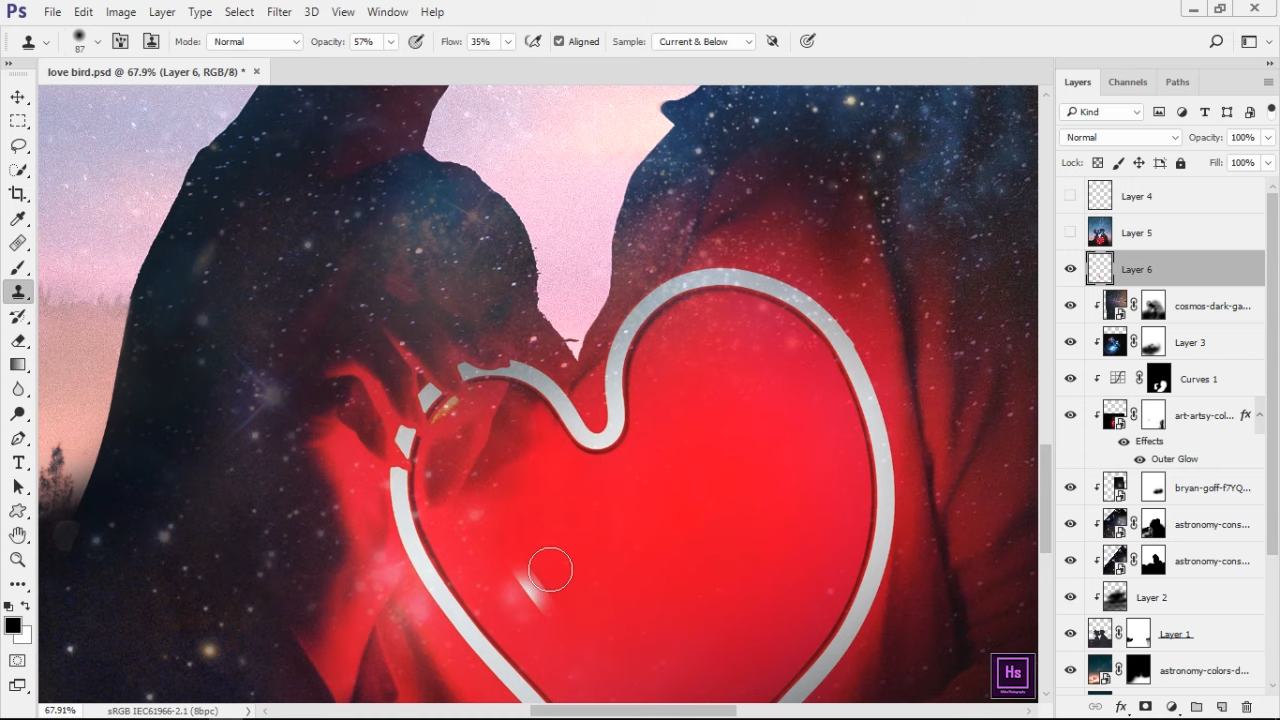 Ps File Edit Image Layer Type Select Filter 3D View Window Help
87 Mode: Normal Opacity: 57% Flow: 35% Aligned Sample: Current & Below
love bird.psd @ 67.9% (Layer 6, RGB/8) *
Layers Channels Paths
Kind
Normal Opacity: 100%
Lock: Fill: 100%
Layer 4
Layer 5
Layer 6
cosmos-dark-ga...
Layer 3
Curves 1
art-artsy-col... fx
Effects
Outer Glow
bryan-goff-f7YQ...
astronomy-cons...
astronomy-cons...
Layer 2
Layer 1
astronomy-colors-d...
Hs
67.91% sRGB IEC61966-2.1 (8bpc)
fx